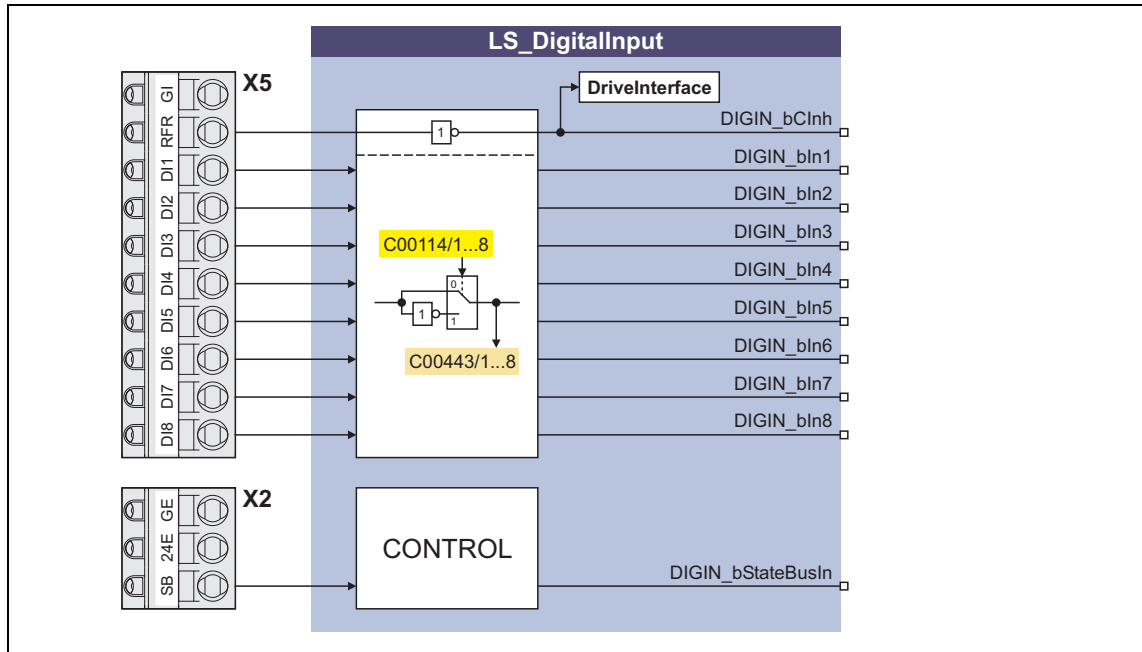 LS_DigitalInput
X5
GI
RFR
DI1
DI2
DI3
DI4
DI5
DI6
DI7
DI8
DriveInterface
1
C00114/1...8
0
1
1
C00443/1...8
DIGIN_bCInh
DIGIN_bIn1
DIGIN_bIn2
DIGIN_bIn3
DIGIN_bIn4
DIGIN_bIn5
DIGIN_bIn6
DIGIN_bIn7
DIGIN_bIn8
X2
GE
24E
SB
CONTROL
DIGIN_bStateBusIn